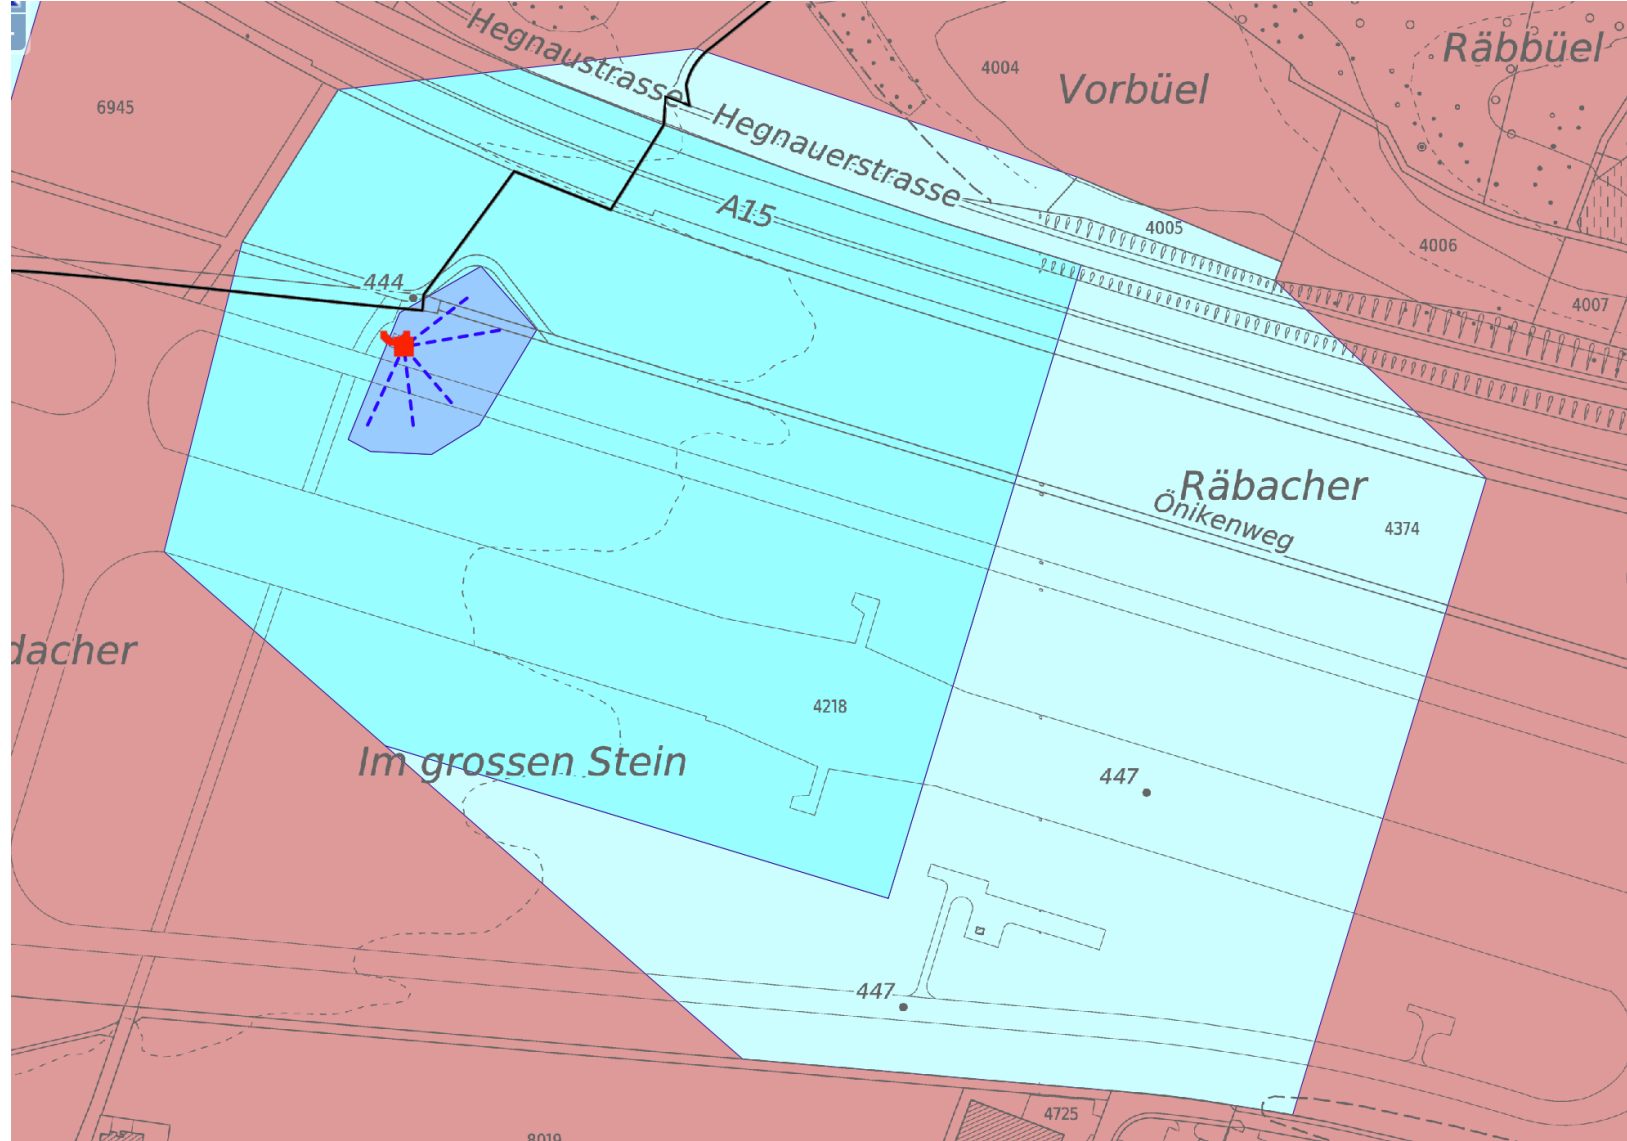 Hegnaustrasse
Räbbüel
4004
Vorbüel
6945
Hegnauerstrasse
A15
4005
4006
444
4007
Räbacher
Önikenweg
4374
dacher
4218
Im grossen Stein
447
447
4725
8019